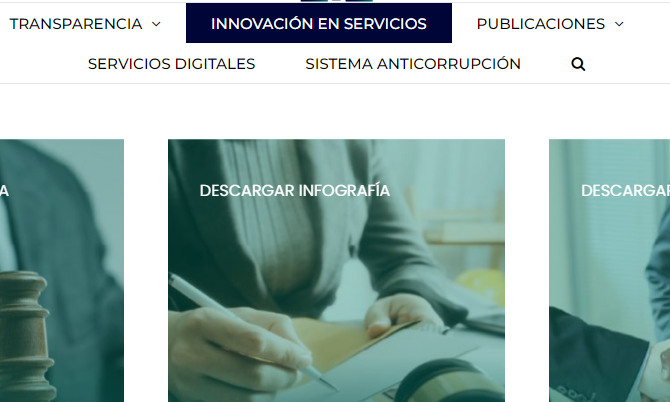 TRANSPARENCIA
INNOVACIÓN EN SERVICIOS
PUBLICACIONES
SERVICIOS DIGITALES
SISTEMA ANTICORRUPCIÓN
A
DESCARGAR INFOGRAFÍA
DESCARGAR